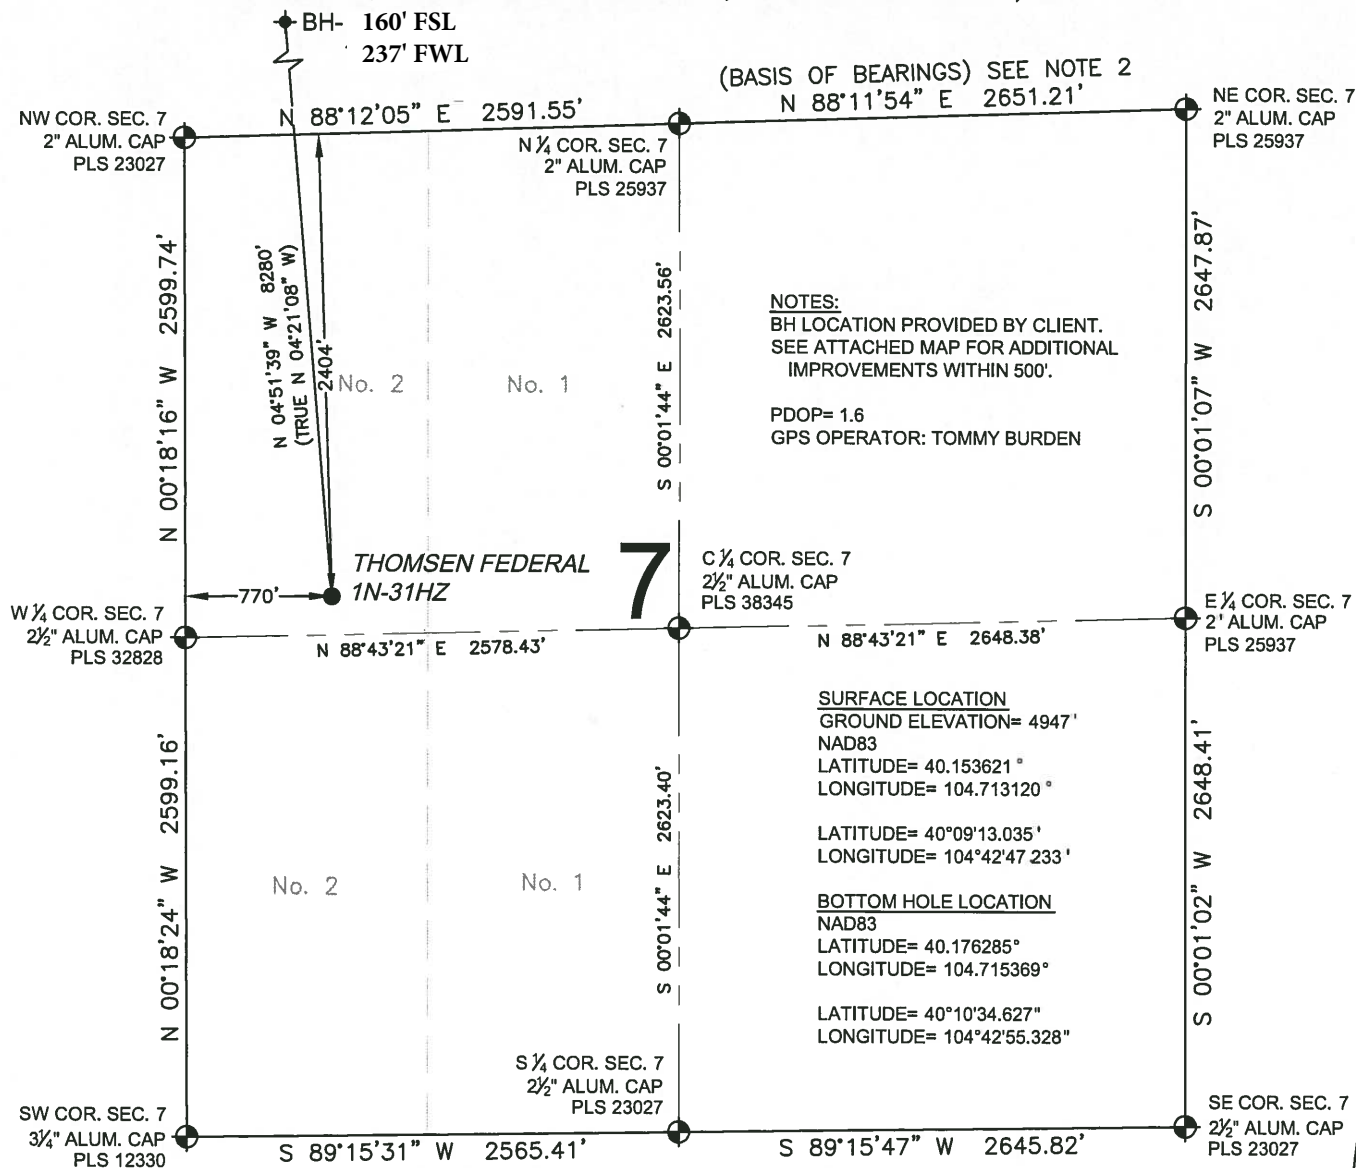 BH- 160' FSL
237' FWL
(BASIS OF BEARINGS) SEE NOTE 2
N 88°12'05" E 2591.55'
N 88°11'54" E 2651.21'
NW COR. SEC. 7
2" ALUM. CAP
PLS 23027
N ¼ COR. SEC. 7
2" ALUM. CAP
PLS 25937
NE COR. SEC. 7
2" ALUM. CAP
PLS 25937
N 00°18'16" W 2599.74'
N 04°51'39" W 8280'
(TRUE N 04°21'08" W)
2404'
No. 2
No. 1
S 00°01'44" E 2623.56'
NOTES:
BH LOCATION PROVIDED BY CLIENT.
SEE ATTACHED MAP FOR ADDITIONAL
IMPROVEMENTS WITHIN 500'.
PDOP= 1.6
GPS OPERATOR: TOMMY BURDEN
S 00°01'07" W 2647.87'
THOMSEN FEDERAL
1N-31HZ
7
770'
C ¼ COR. SEC. 7
2½" ALUM. CAP
PLS 38345
W ¼ COR. SEC. 7
2½" ALUM. CAP
PLS 32828
E ¼ COR. SEC. 7
2' ALUM. CAP
PLS 25937
N 88°43'21" E 2578.43'
N 88°43'21" E 2648.38'
SURFACE LOCATION
GROUND ELEVATION= 4947'
NAD83
LATITUDE= 40.153621°
LONGITUDE= 104.713120°
LATITUDE= 40°09'13.035'
LONGITUDE= 104°42'47.233'
BOTTOM HOLE LOCATION
NAD83
LATITUDE= 40.176285°
LONGITUDE= 104.715369°
LATITUDE= 40°10'34.627"
LONGITUDE= 104°42'55.328"
N 00°18'24" W 2599.16'
No. 2
No. 1
S 00°01'44" E 2623.40'
S 00°01'02" W 2648.41'
S ¼ COR. SEC. 7
2½" ALUM. CAP
PLS 23027
SW COR. SEC. 7
3¼" ALUM. CAP
PLS 12330
SE COR. SEC. 7
2½" ALUM. CAP
PLS 23027
S 89°15'31" W 2565.41'
S 89°15'47" W 2645.82'